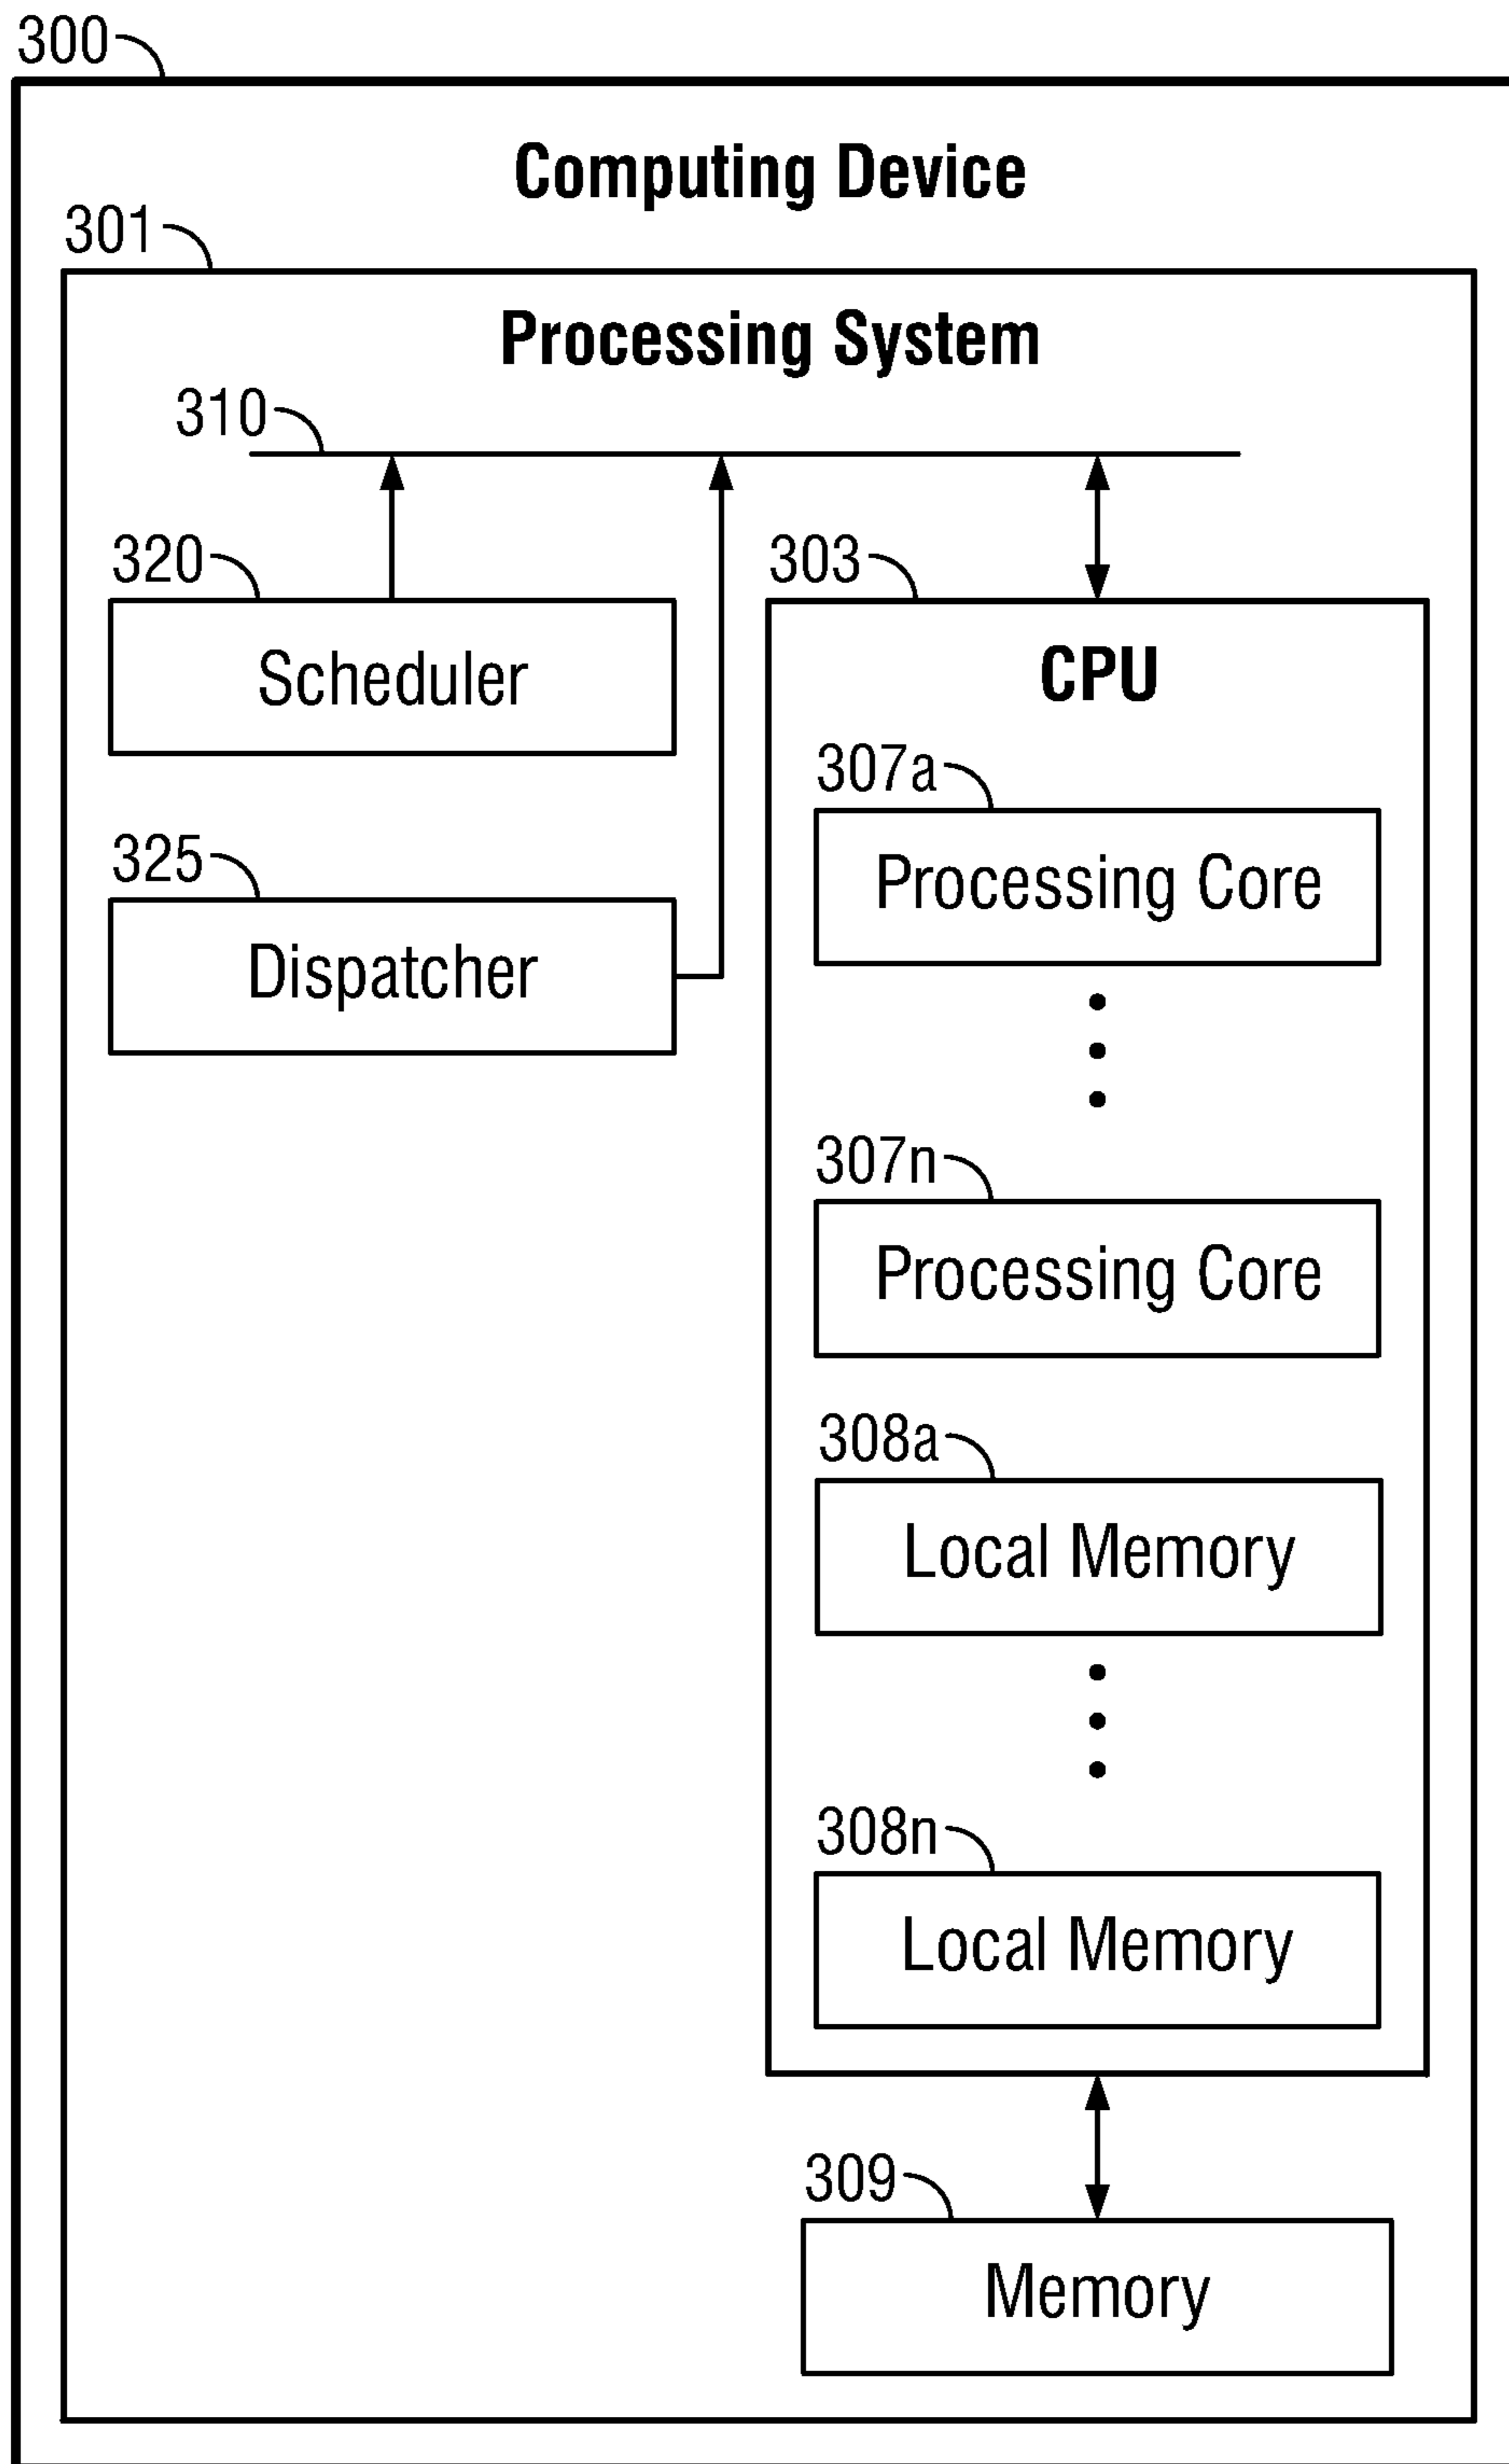 300
Computing Device
301
Processing System
310
320
Scheduler
303
CPU
307a
Processing Core
325
Dispatcher
307n
Processing Core
308a
Local Memory
308n
Local Memory
309
Memory